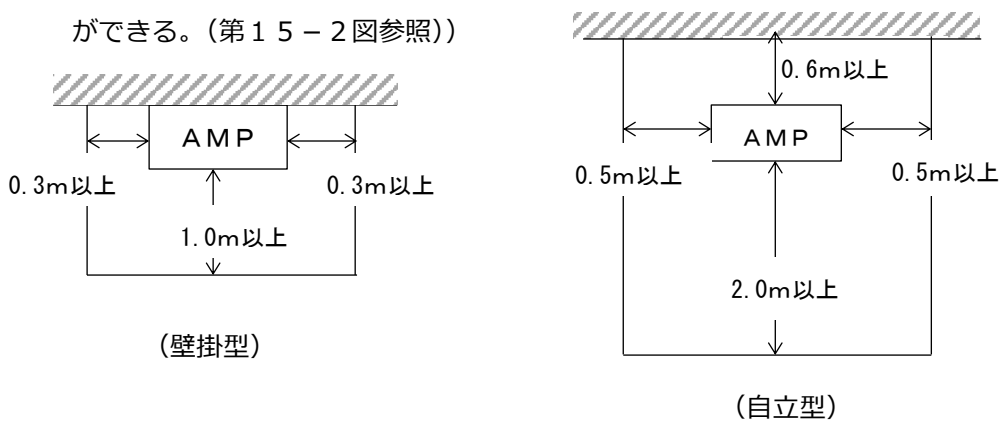 ができる。（第１５－２図参照））
ＡＭＰ
0.3ｍ以上
0.3ｍ以上
1.0ｍ以上
（壁掛型）
0.6ｍ以上
ＡＭＰ
0.5ｍ以上
0.5ｍ以上
2.0ｍ以上
（自立型）